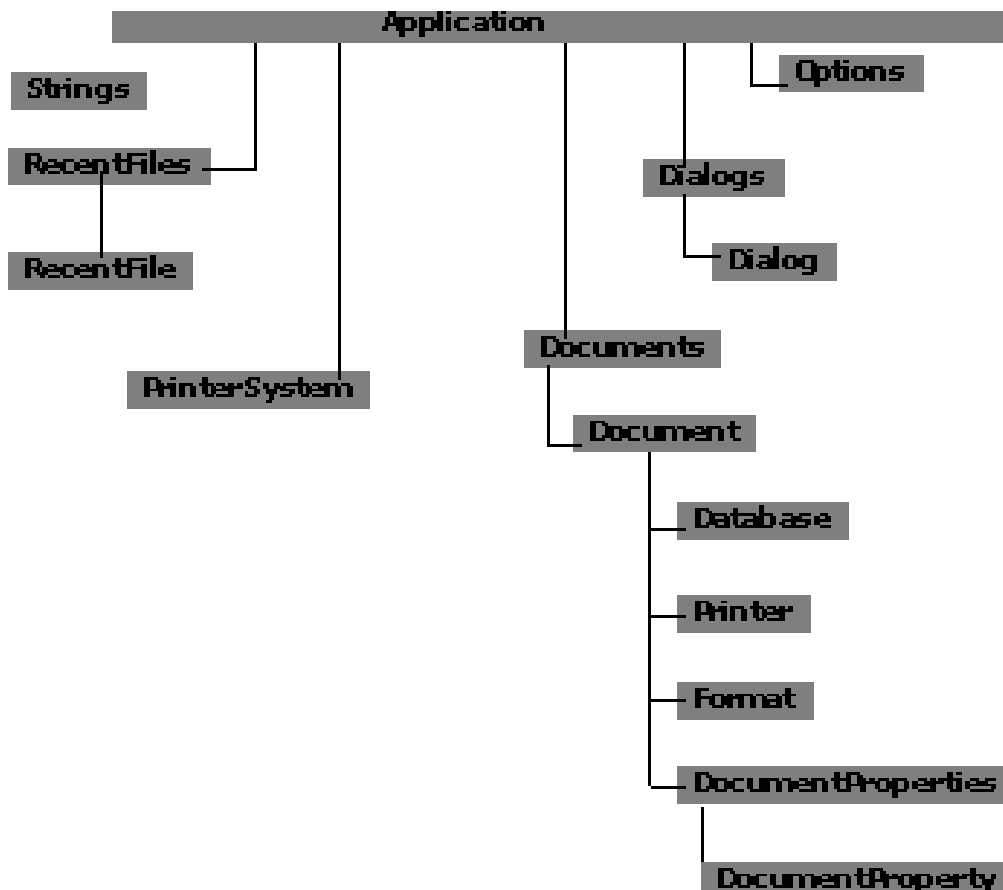 Application
Options
Strings
RecentFiles
Dialogs
RecentFile
Dialog
Documents
PrinterSystem
Document
Database
Printer
Format
DocumentProperties
DocumentProperty